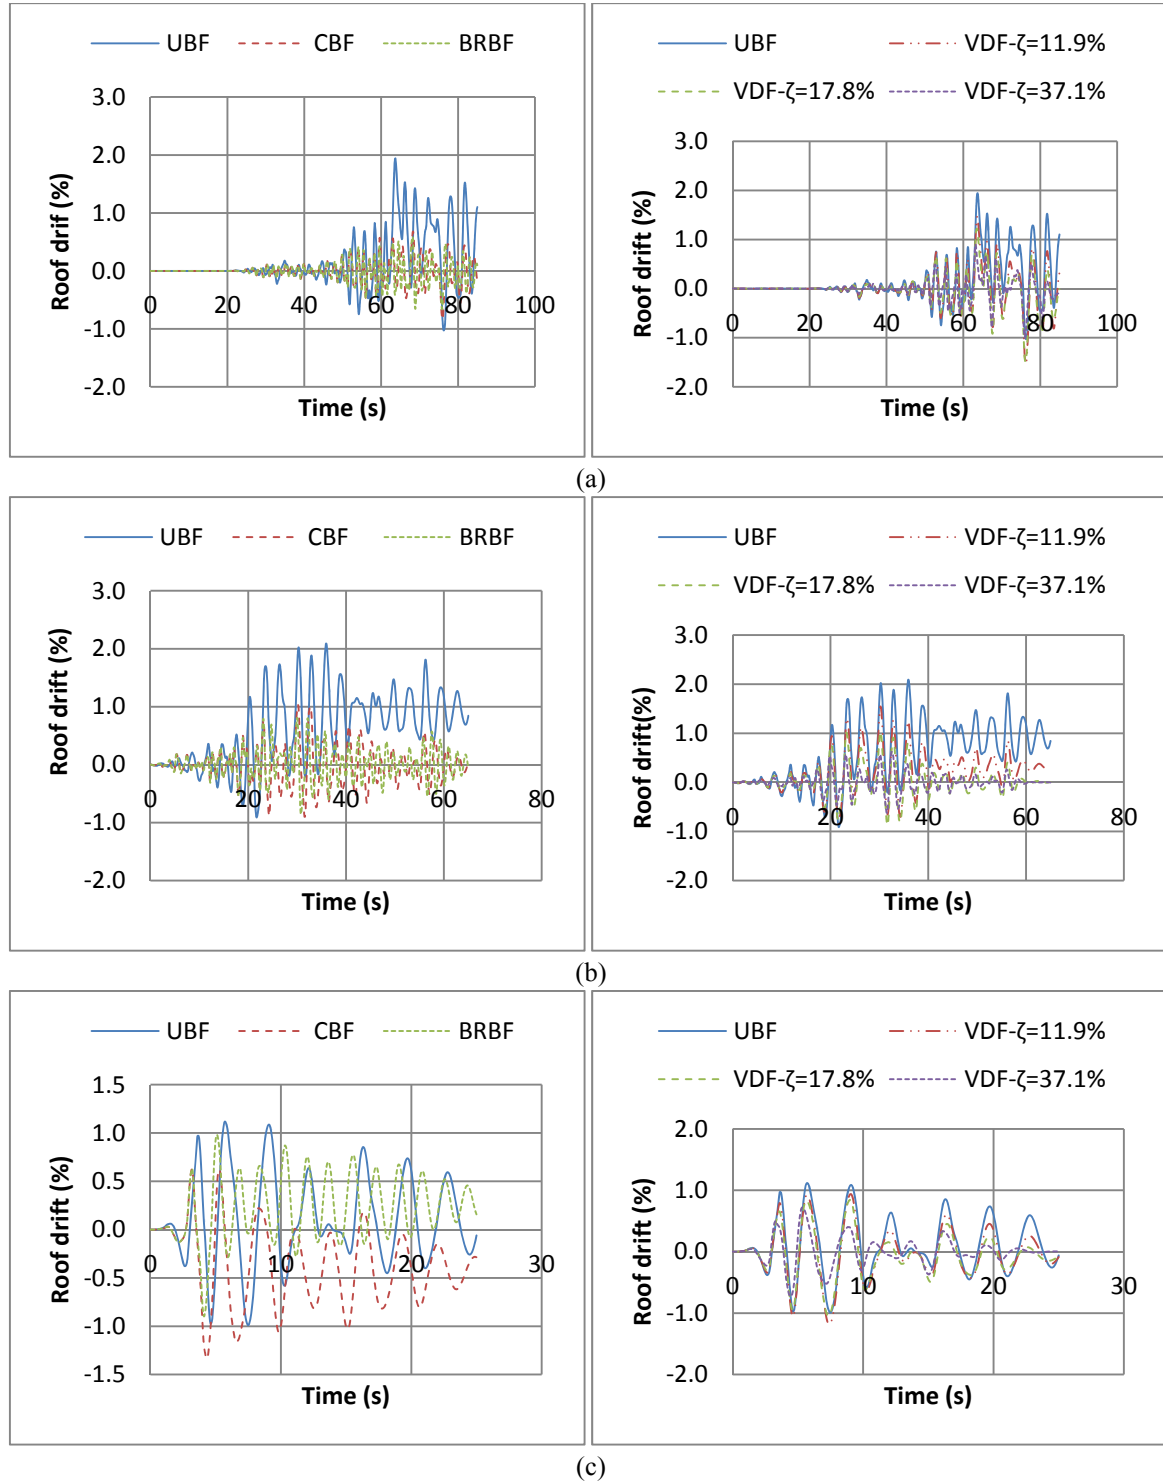 UBF CBF BRBF
3.0
2.0
1.0
0.0
-1.0
-2.0
0 20 40 60 80 100
Roof drif (%)
Time (s)
UBF VDF-ζ=11.9%
VDF-ζ=17.8% VDF-ζ=37.1%
3.0
2.0
1.0
0.0
-1.0
-2.0
0 20 40 60 80 100
Roof drift (%)
Time (s)
(a)
UBF CBF BRBF
3.0
2.0
1.0
0.0
-1.0
-2.0
0 20 40 60 80
Roof drift (%)
Time (s)
UBF VDF-ζ=11.9%
VDF-ζ=17.8% VDF-ζ=37.1%
3.0
2.0
1.0
0.0
-1.0
-2.0
0 20 40 60 80
Roof drift(%)
Time (s)
(b)
UBF CBF BRBF
1.5
1.0
0.5
0.0
-0.5
-1.0
-1.5
0 10 20 30
Roof drift (%)
Time (s)
UBF VDF-ζ=11.9%
VDF-ζ=17.8% VDF-ζ=37.1%
2.0
1.0
0.0
-1.0
-2.0
0 10 20 30
Roof drift (%)
Time (s)
(c)